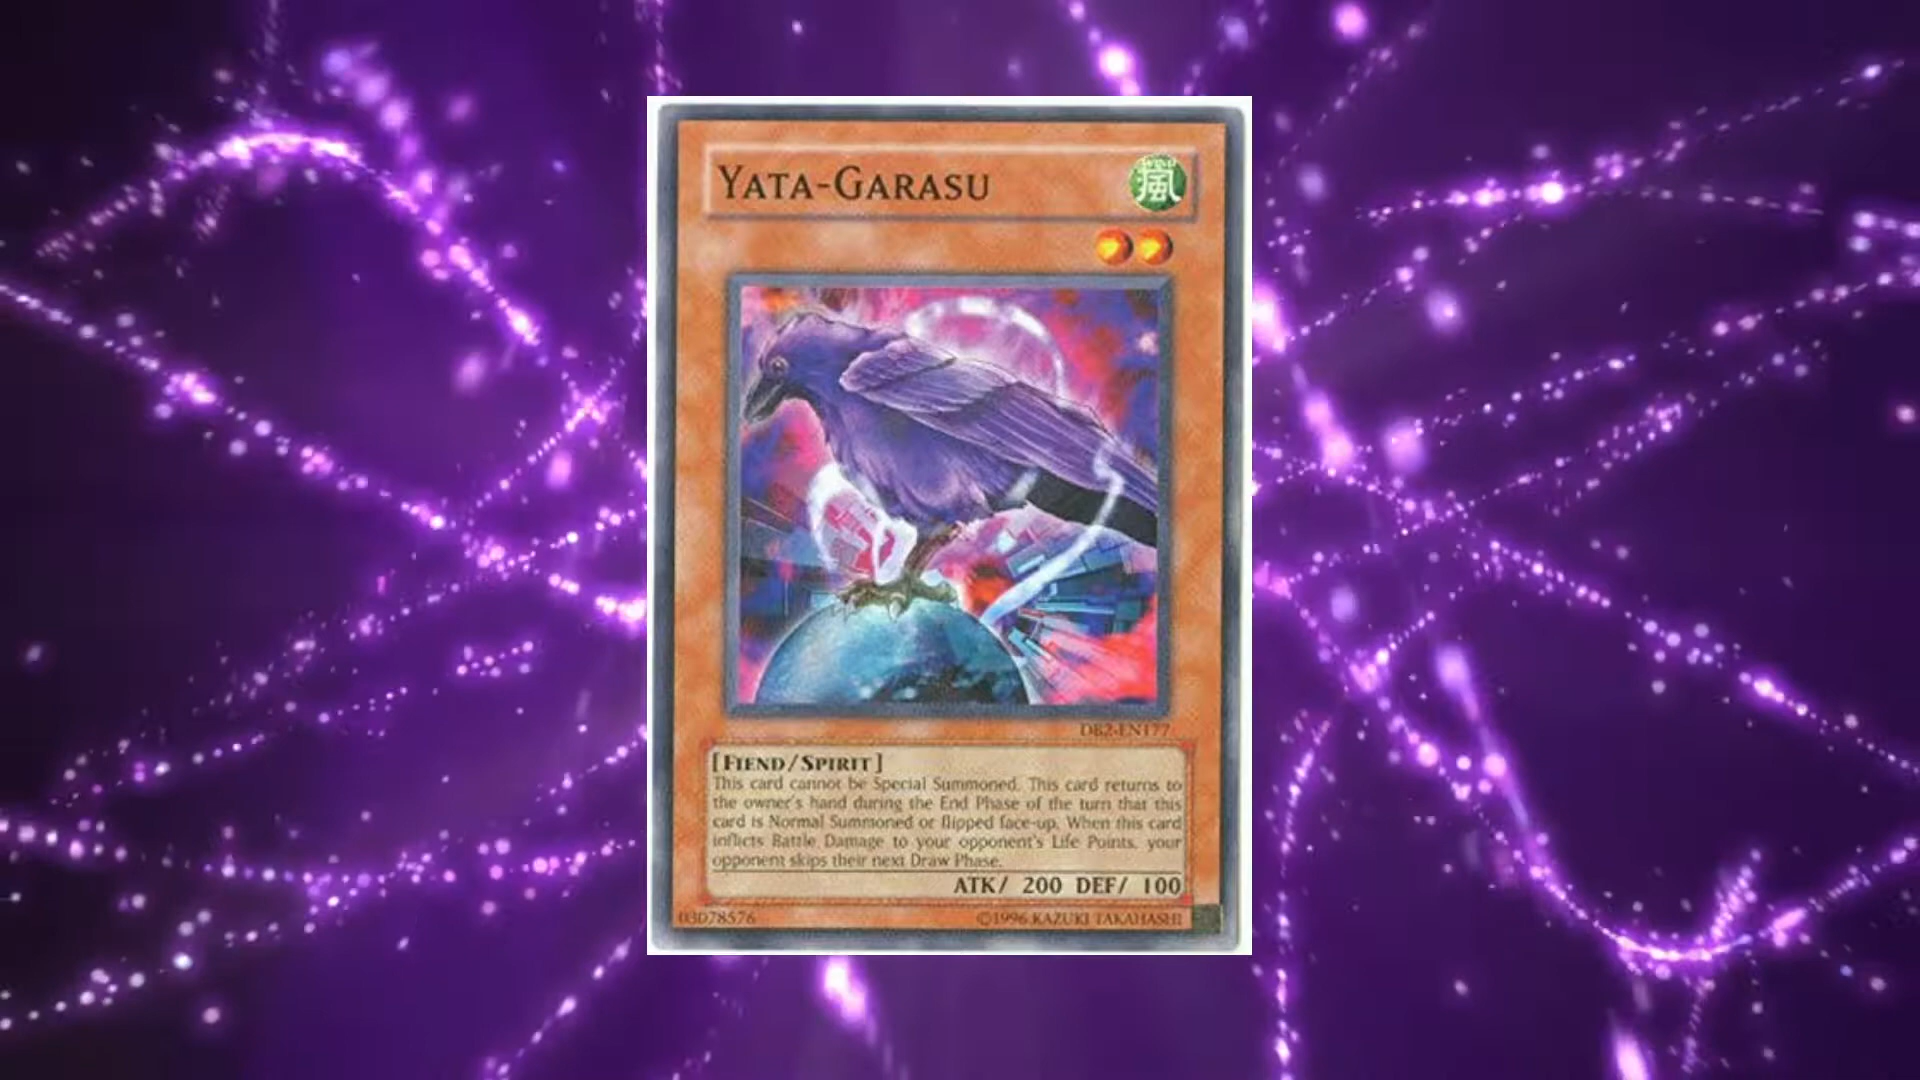 YATA-GARASU
WIND
風
DB2-EN177
[FIEND/SPIRIT]
This card cannot be Special Summoned. This card returns to
the owner's hand during the End Phase of the turn that this
card is Normal Summoned or flipped face-up. When this card
inflicts Battle Damage to your opponent's Life Points, your
opponent skips their next Draw Phase.
ATK/ 200 DEF/ 100
03078576
©1996 KAZUKI TAKAHASHI